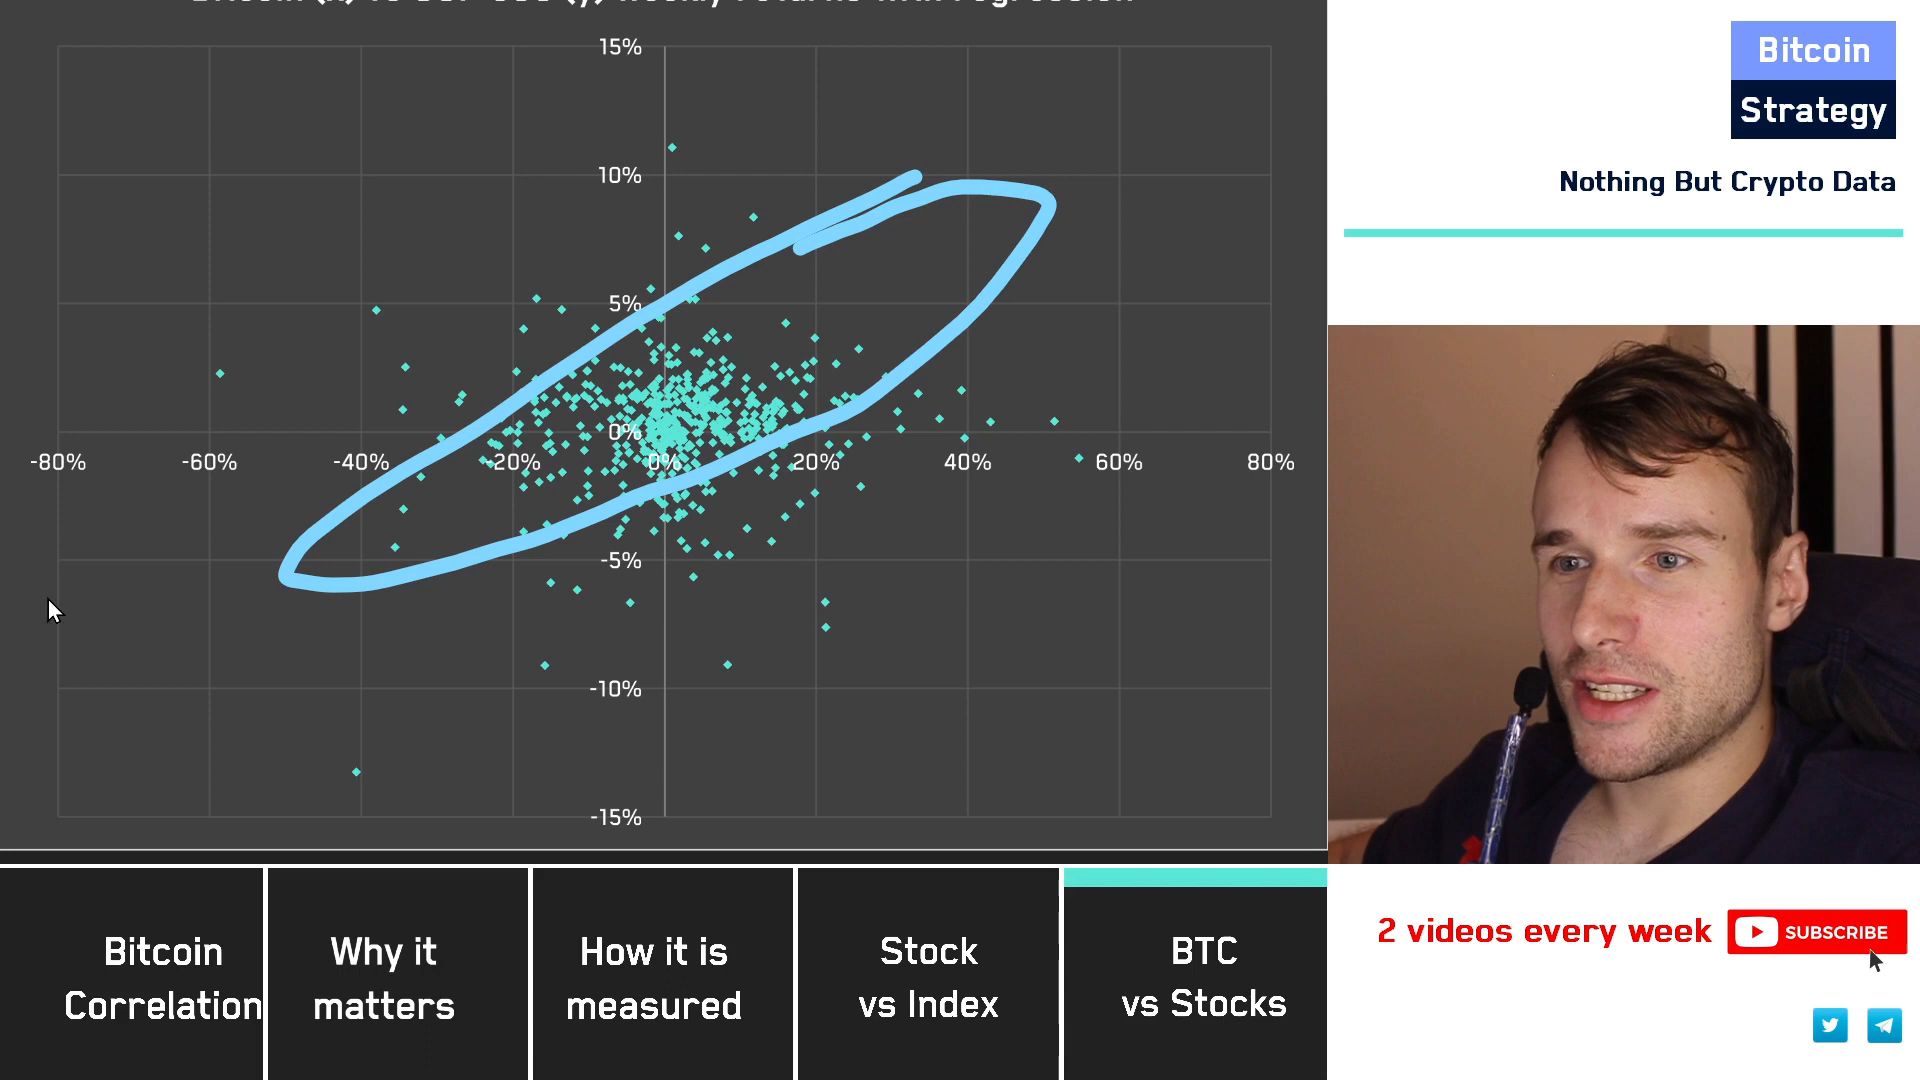 15%
10%
5%
0%
-80% -60% -40% -20% 0% 20% 40% 60% 80%
-5%
-10%
-15%
Bitcoin
Strategy
Nothing But Crypto Data
Bitcoin
Correlation
Why it
matters
How it is
measured
Stock
vs Index
BTC
vs Stocks
2 videos every week
SUBSCRIBE